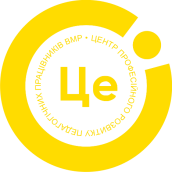 ЦЕНТР ПРОФЕСІЙНОГО РОЗВИТКУ ПЕДАГОГІЧНИХ ПРАЦІВНИКІВ БМР •
Це